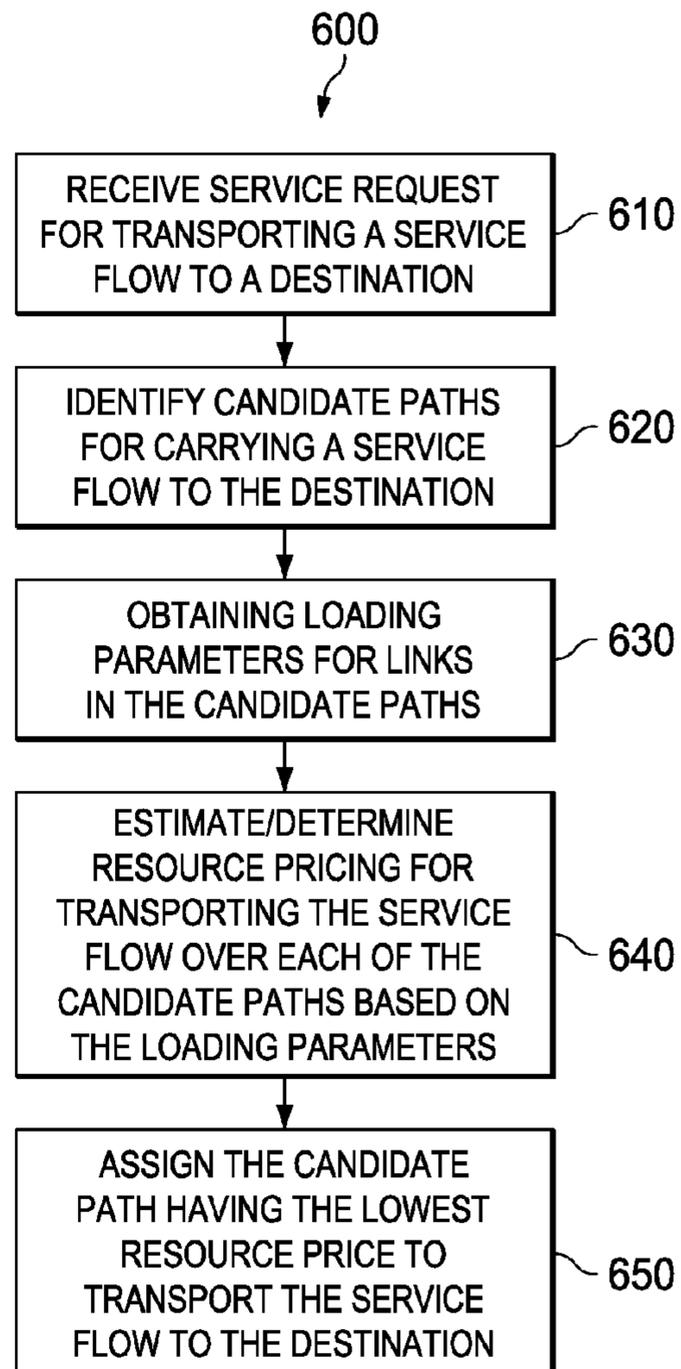 600
RECEIVE SERVICE REQUEST
FOR TRANSPORTING A SERVICE
FLOW TO A DESTINATION
610
IDENTIFY CANDIDATE PATHS
FOR CARRYING A SERVICE
FLOW TO THE DESTINATION
620
OBTAINING LOADING
PARAMETERS FOR LINKS
IN THE CANDIDATE PATHS
630
ESTIMATE/DETERMINE
RESOURCE PRICING FOR
TRANSPORTING THE SERVICE
FLOW OVER EACH OF THE
CANDIDATE PATHS BASED ON
THE LOADING PARAMETERS
640
ASSIGN THE CANDIDATE
PATH HAVING THE LOWEST
RESOURCE PRICE TO
TRANSPORT THE SERVICE
FLOW TO THE DESTINATION
650